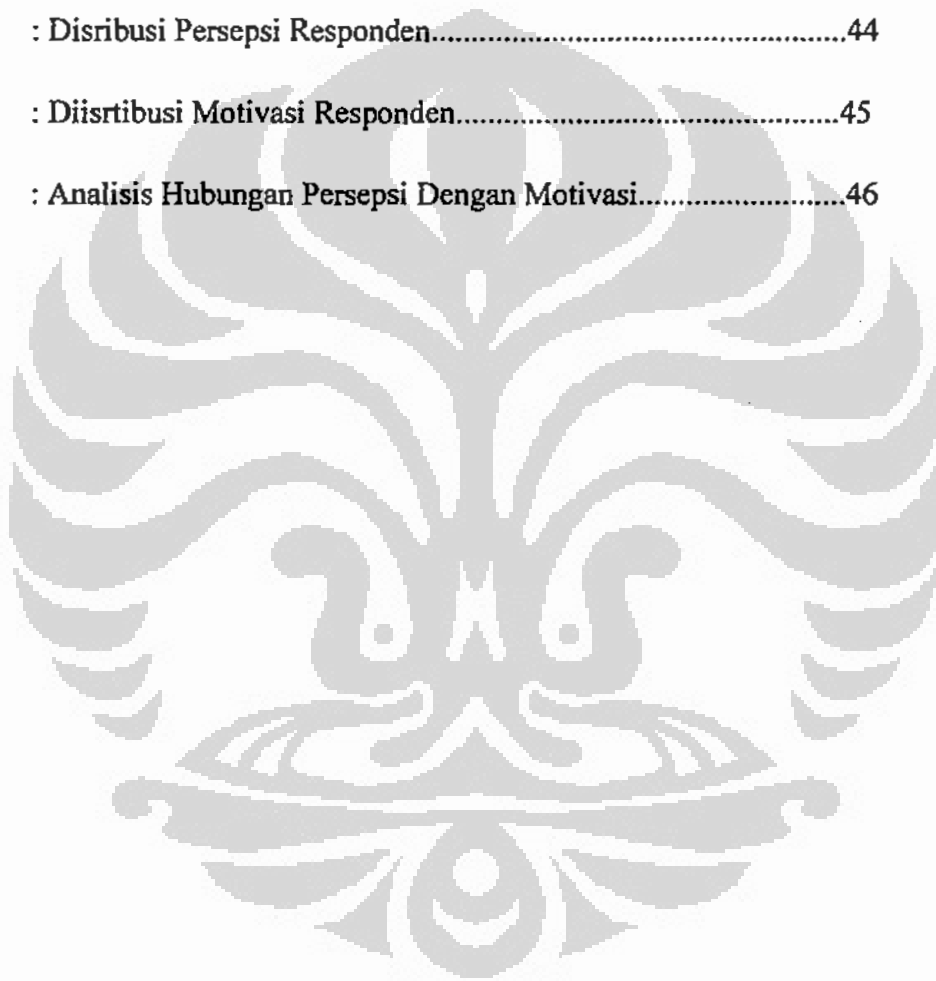 : Disribusi Persepsi Responden....................................................44
: Diisrtibusi Motivasi Responden................................................45
: Analisis Hubungan Persepsi Dengan Motivasi..........................46